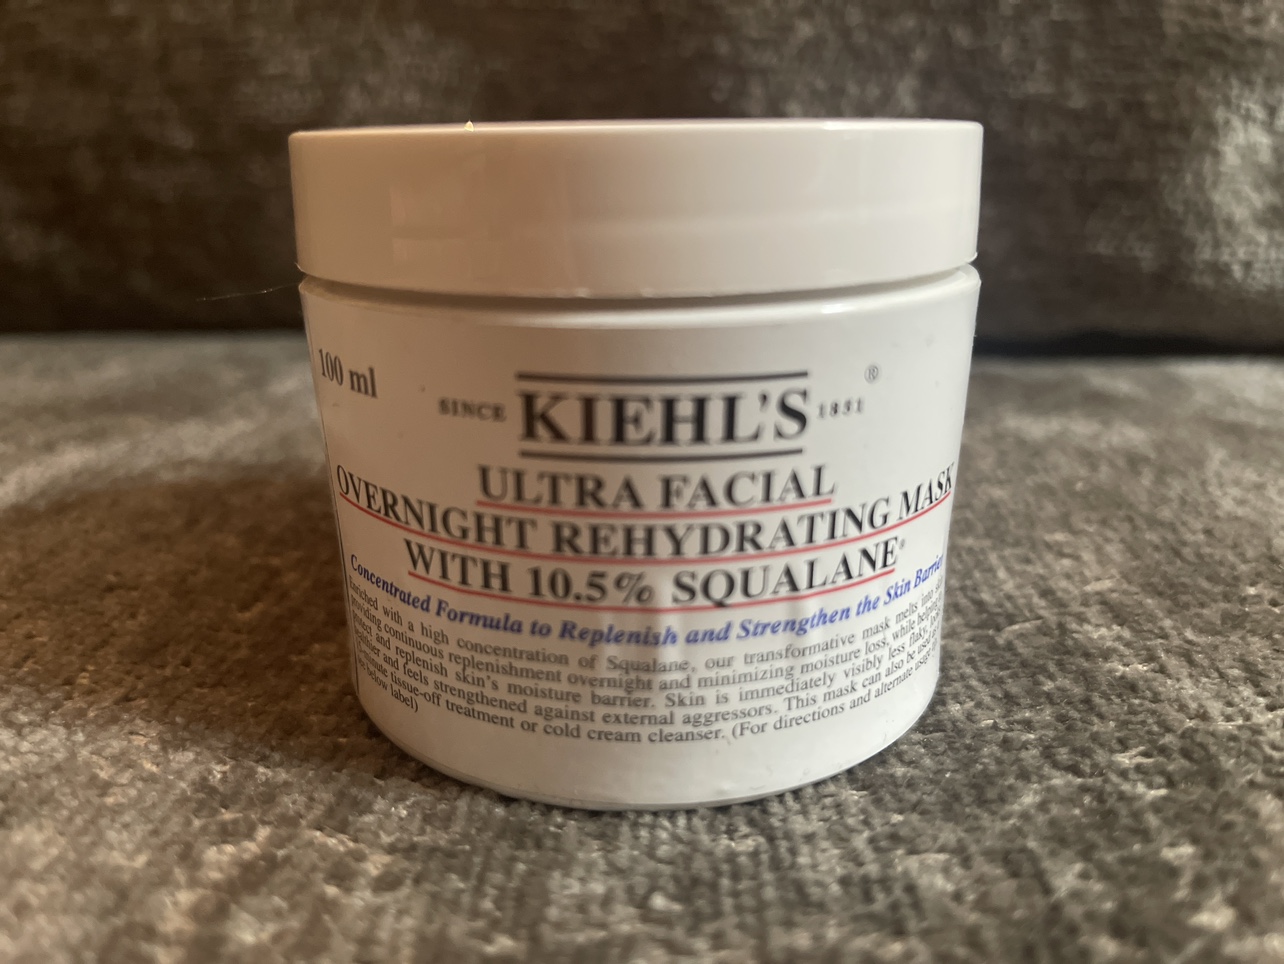 100 ml
SINCE KIEHL'S 1851 ®
ULTRA FACIAL
OVERNIGHT REHYDRATING MASK
WITH 10.5% SQUALANE*
Concentrated Formula to Replenish and Strengthen the Skin Barrier
Enriched with a high concentration of Squalane, our transformative mask melts into
providing continuous replenishment overnight and minimizing moisture loss, while helping
protect and replenish skin's moisture barrier. Skin is immediately visibly less flaky,
healthier and feels strengthened against external aggressors. This mask can also be used
tissue-off treatment or cold cream cleanser. (For directions and alternate usage
below label)